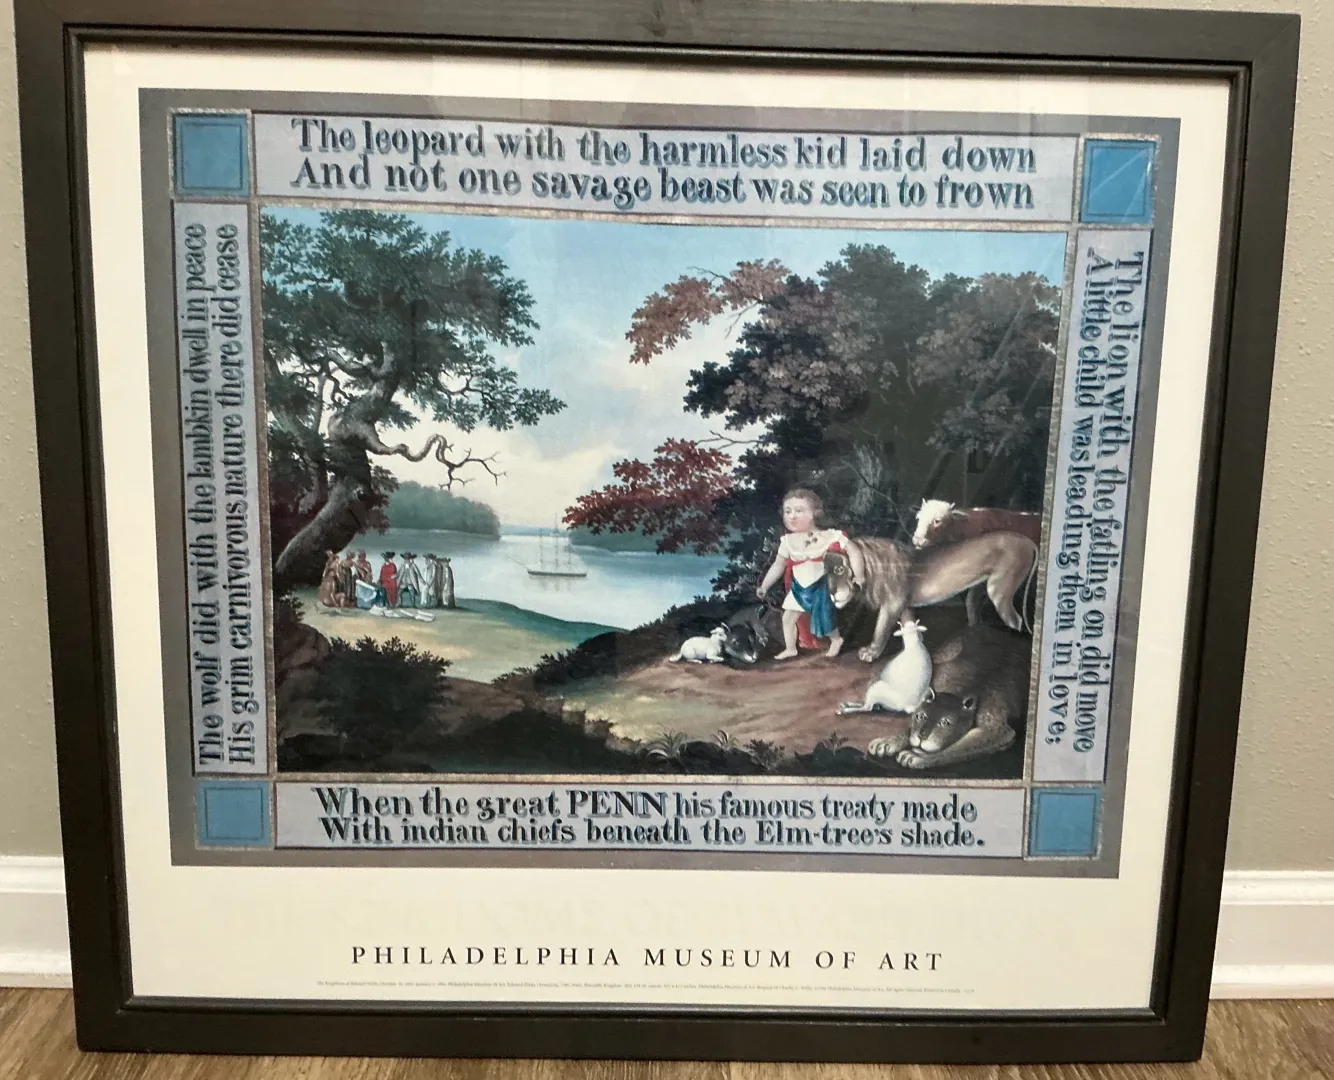 The wolf did with the lambkin dwell in peace
His grim carnivorous nature there did cease
The leopard with the harmless kid laid down
And not one savage beast was seen to frown
The lion with the fatling on did move
A little child was leading them in love;
When the great PENN his famous treaty made
With indian chiefs beneath the Elm-tree's shade.
PHILADELPHIA MUSEUM OF ART